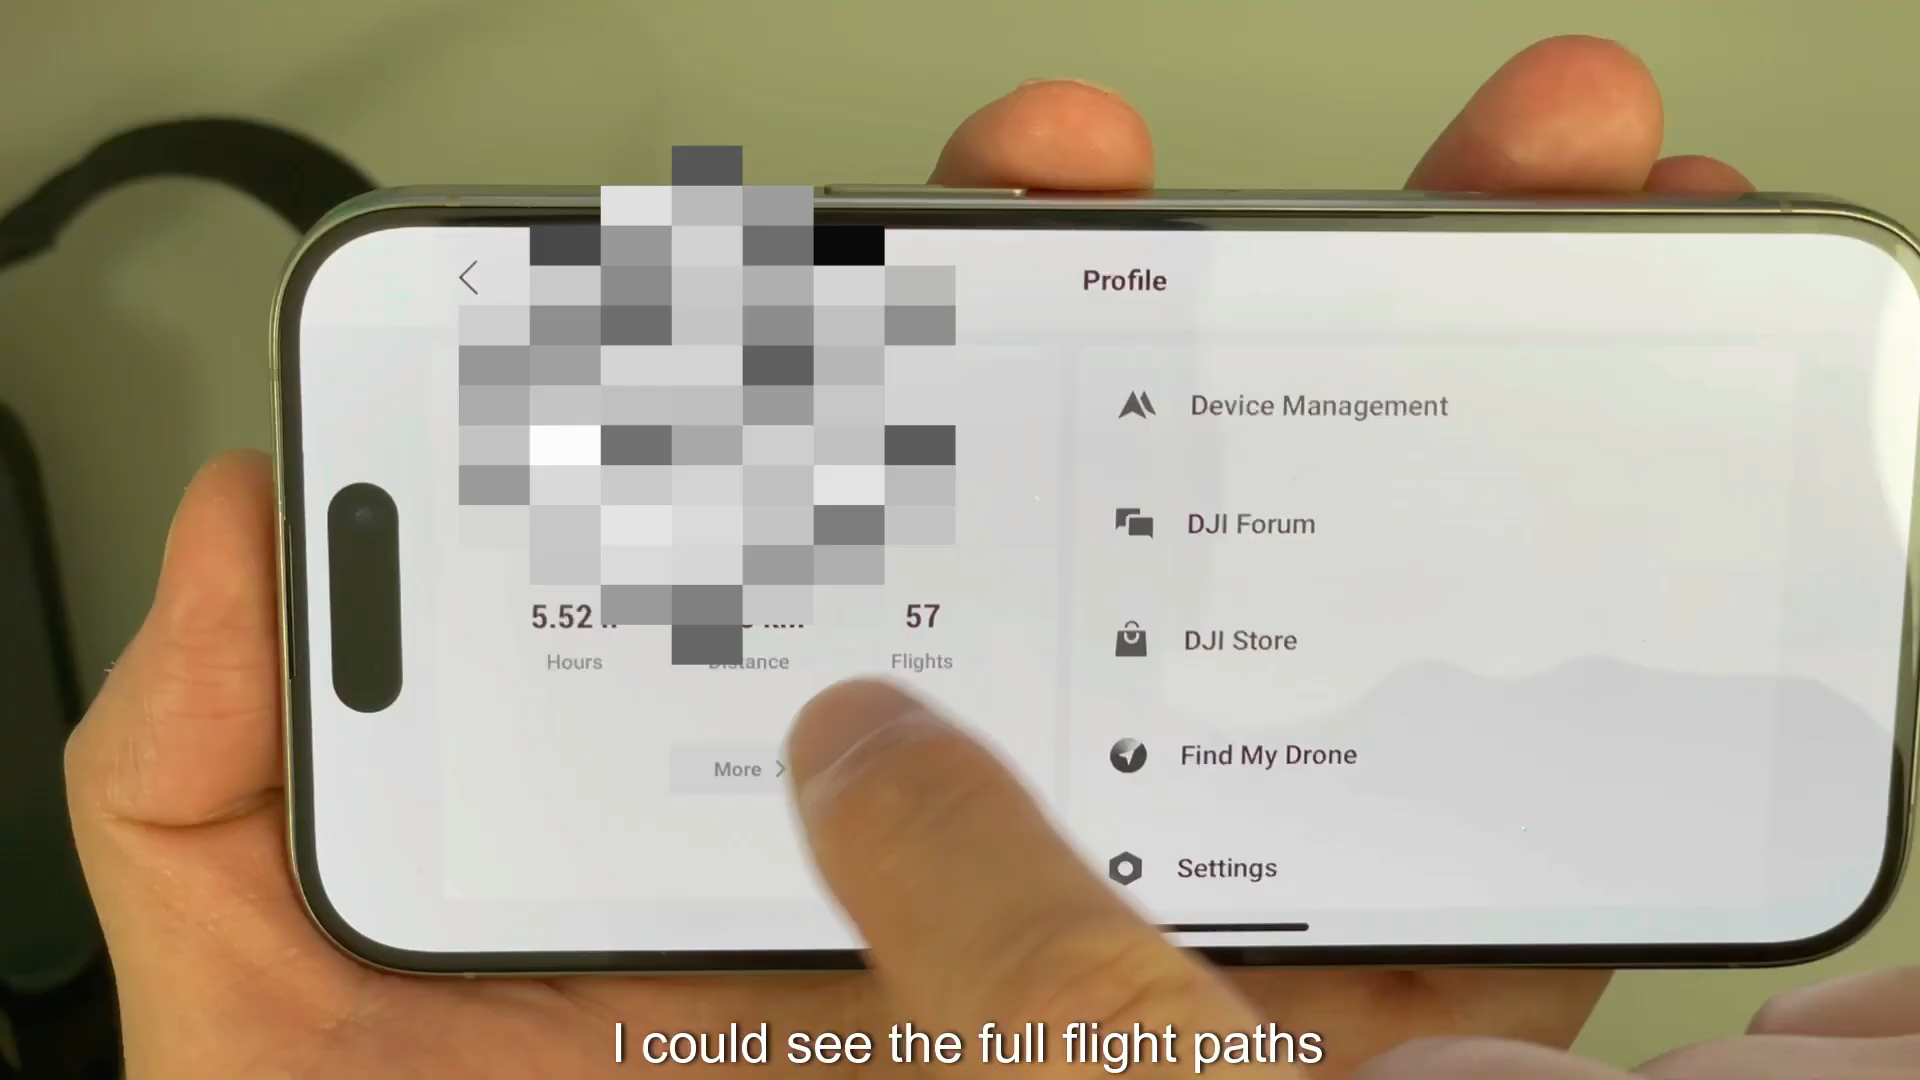 Profile
5.52
57
Hours
Flights
More
Device Management
DJI Forum
DJI Store
Find My Drone
Settings
I could see the full flight paths